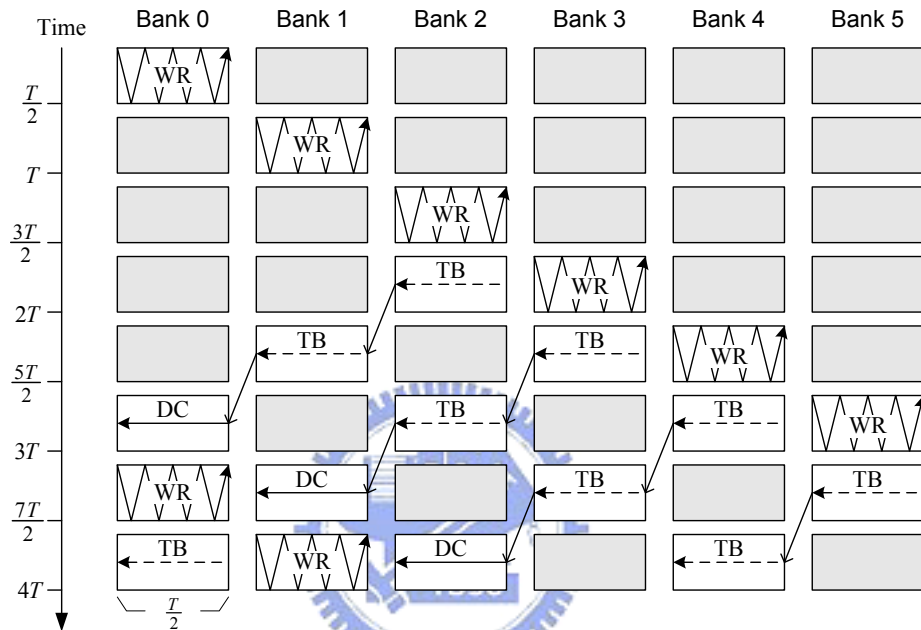 Time Bank 0 Bank 1 Bank 2 Bank 3 Bank 4 Bank 5
WR
T/2
WR
T
WR
3T/2
TB WR
2T
TB TB WR
5T/2
DC TB TB WR
3T
WR DC TB TB
7T/2
TB WR DC TB
4T
T/2